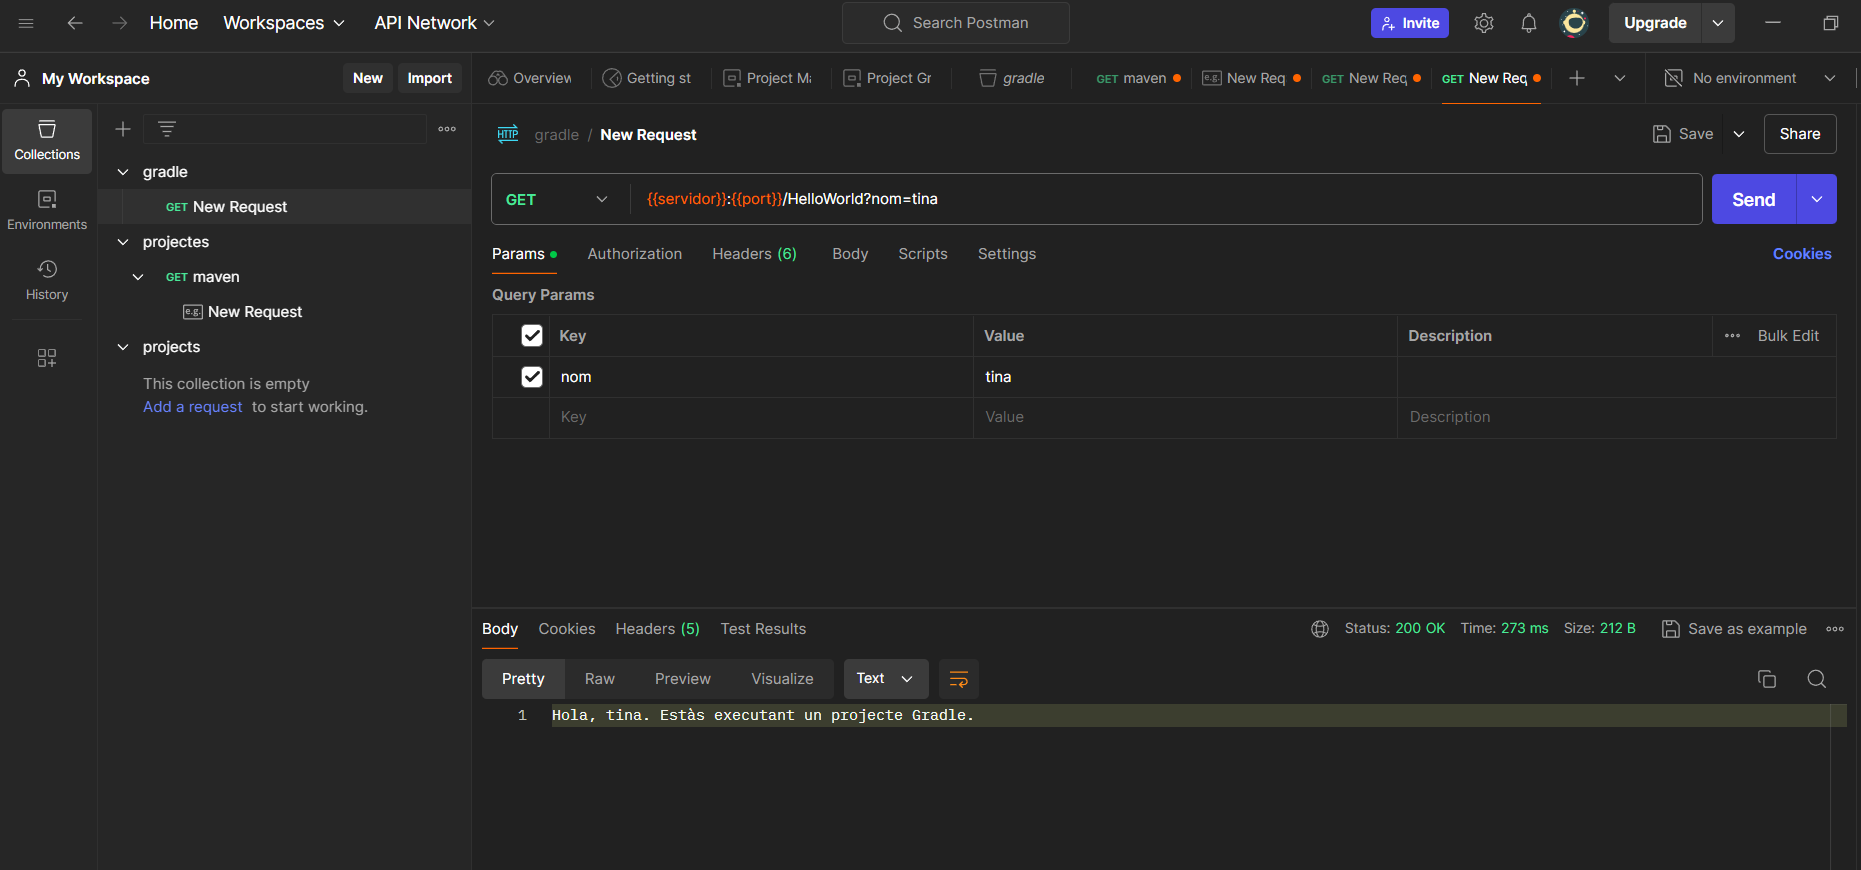 Home Workspaces API Network Search Postman Invite Upgrade
My Workspace New Import Overview Getting st Project Ma Project Gr gradle GET maven e.g. New Req GET New Req GET New Req No environment
HTTP gradle / New Request Save Share
Collections
Environments
History
gradle
GET New Request
projectes
GET maven
e.g. New Request
projects
This collection is empty
Add a request to start working.
GET {{servidor}}:{{port}}/HelloWorld?nom=tina Send
Params Authorization Headers (6) Body Scripts Settings Cookies
Query Params
Key Value Description Bulk Edit
nom tina
Key Value Description
Body Cookies Headers (5) Test Results Status: 200 OK Time: 273 ms Size: 212 B Save as example
Pretty Raw Preview Visualize Text
1 Hola, tina. Estàs executant un projecte Gradle.